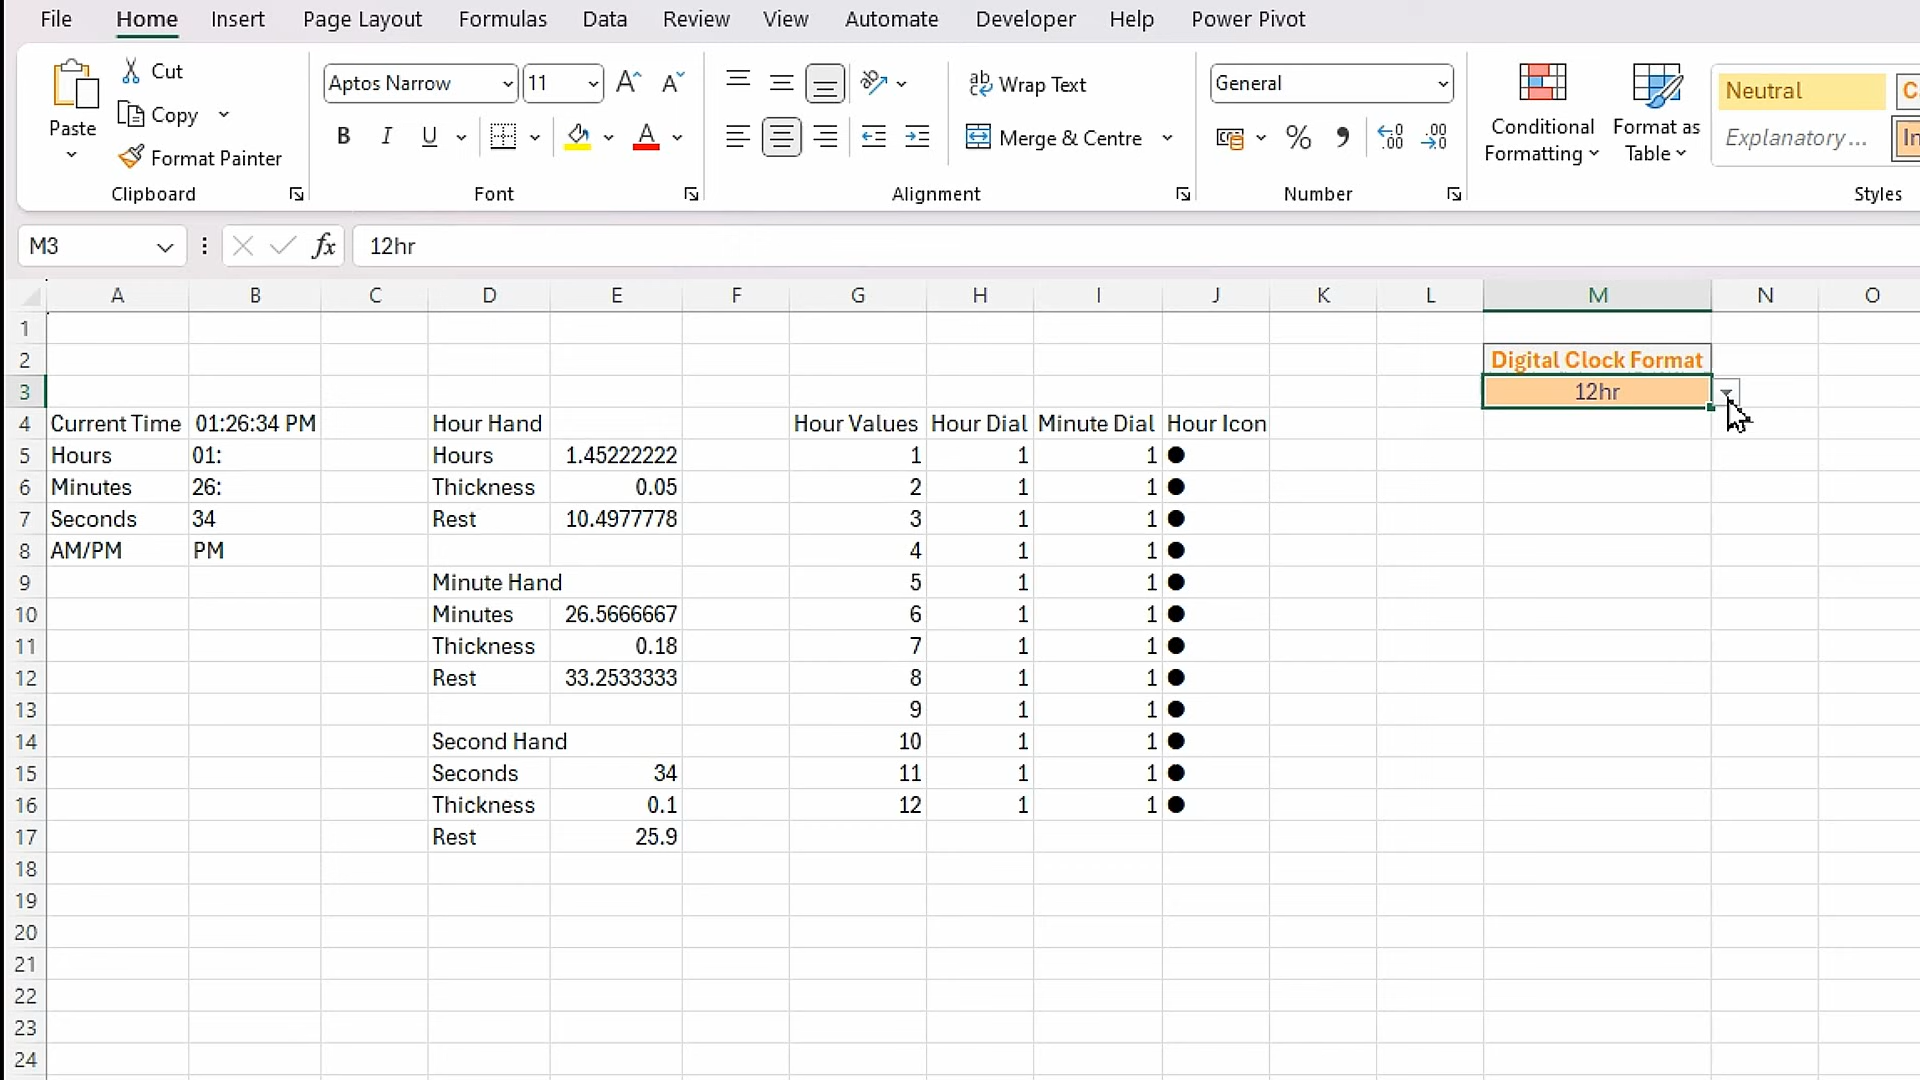 File Home Insert Page Layout Formulas Data Review View Automate Developer Help Power Pivot
Paste
Cut
Copy
Format Painter
Clipboard
Aptos Narrow 11
B I U
Font
ab Wrap Text
Merge & Centre
Alignment
General
Number
Conditional Formatting
Format as Table
Neutral
Explanatory ...
Styles
M3 fx 12hr
A B C D E F G H I J K L M N O
1
2 Digital Clock Format
3 12hr
4 Current Time 01:26:34 PM Hour Hand Hour Values Hour Dial Minute Dial Hour Icon
5 Hours 01: Hours 1.45222222 1 1 1 ●
6 Minutes 26: Thickness 0.05 2 1 1 ●
7 Seconds 34 Rest 10.4977778 3 1 1 ●
8 AM/PM PM 4 1 1 ●
9 Minute Hand 5 1 1 ●
10 Minutes 26.5666667 6 1 1 ●
11 Thickness 0.18 7 1 1 ●
12 Rest 33.2533333 8 1 1 ●
13 9 1 1 ●
14 Second Hand 10 1 1 ●
15 Seconds 34 11 1 1 ●
16 Thickness 0.1 12 1 1 ●
17 Rest 25.9
18
19
20
21
22
23
24